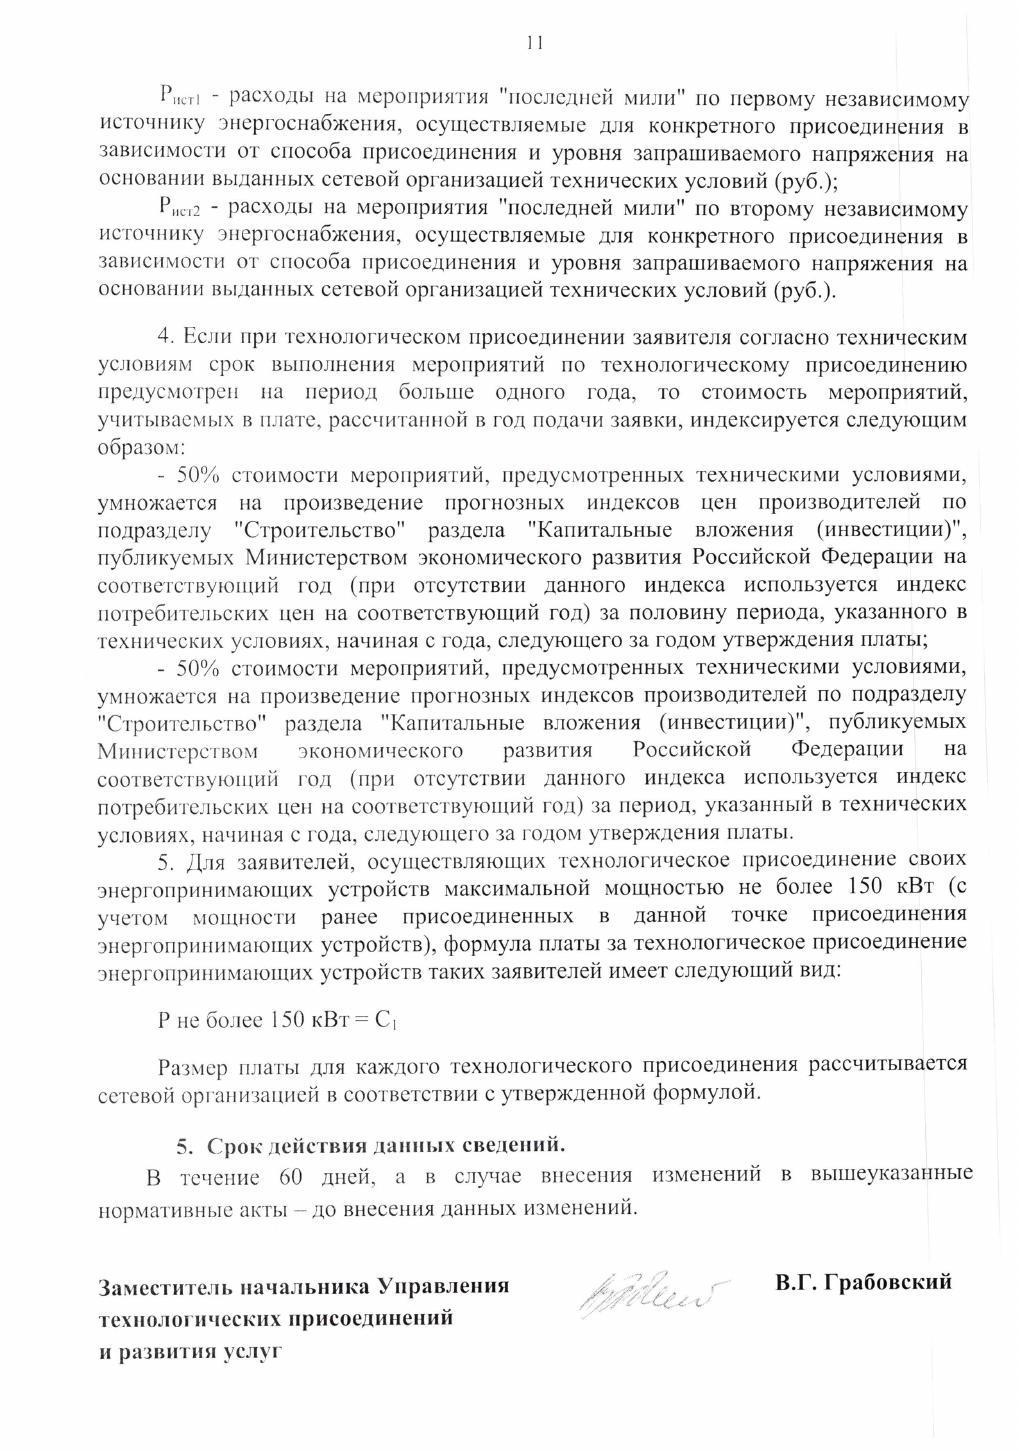 11
Pист1 - расходы на мероприятия "последней мили" по первому независимому
источнику энергоснабжения, осуществляемые для конкретного присоединения в
зависимости от способа присоединения и уровня запрашиваемого напряжения на
основании выданных сетевой организацией технических условий (руб.);
Pист2 - расходы на мероприятия "последней мили" по второму независимому
источнику энергоснабжения, осуществляемые для конкретного присоединения в
зависимости от способа присоединения и уровня запрашиваемого напряжения на
основании выданных сетевой организацией технических условий (руб.).
4. Если при технологическом присоединении заявителя согласно техническим
условиям срок выполнения мероприятий по технологическому присоединению
предусмотрен на период больше одного года, то стоимость мероприятий,
учитываемых в плате, рассчитанной в год подачи заявки, индексируется следующим
образом:
- 50% стоимости мероприятий, предусмотренных техническими условиями,
умножается на произведение прогнозных индексов цен производителей по
подразделу "Строительство" раздела "Капитальные вложения (инвестиции)",
публикуемых Министерством экономического развития Российской Федерации на
соответствующий год (при отсутствии данного индекса используется индекс
потребительских цен на соответствующий год) за половину периода, указанного в
технических условиях, начиная с года, следующего за годом утверждения платы;
- 50% стоимости мероприятий, предусмотренных техническими условиями,
умножается на произведение прогнозных индексов производителей по подразделу
"Строительство" раздела "Капитальные вложения (инвестиции)", публикуемых
Министерством экономического развития Российской Федерации на
соответствующий год (при отсутствии данного индекса используется индекс
потребительских цен на соответствующий год) за период, указанный в технических
условиях, начиная с года, следующего за годом утверждения платы.
5. Для заявителей, осуществляющих технологическое присоединение своих
энергопринимающих устройств максимальной мощностью не более 150 кВт (с
учетом мощности ранее присоединенных в данной точке присоединения
энергопринимающих устройств), формула платы за технологическое присоединение
энергопринимающих устройств таких заявителей имеет следующий вид:
P не более 150 кВт = C1
Размер платы для каждого технологического присоединения рассчитывается
сетевой организацией в соответствии с утвержденной формулой.
5. Срок действия данных сведений.
В течение 60 дней, а в случае внесения изменений в вышеуказанные
нормативные акты – до внесения данных изменений.
Заместитель начальника Управления В.Г. Грабовский
технологических присоединений
и развития услуг